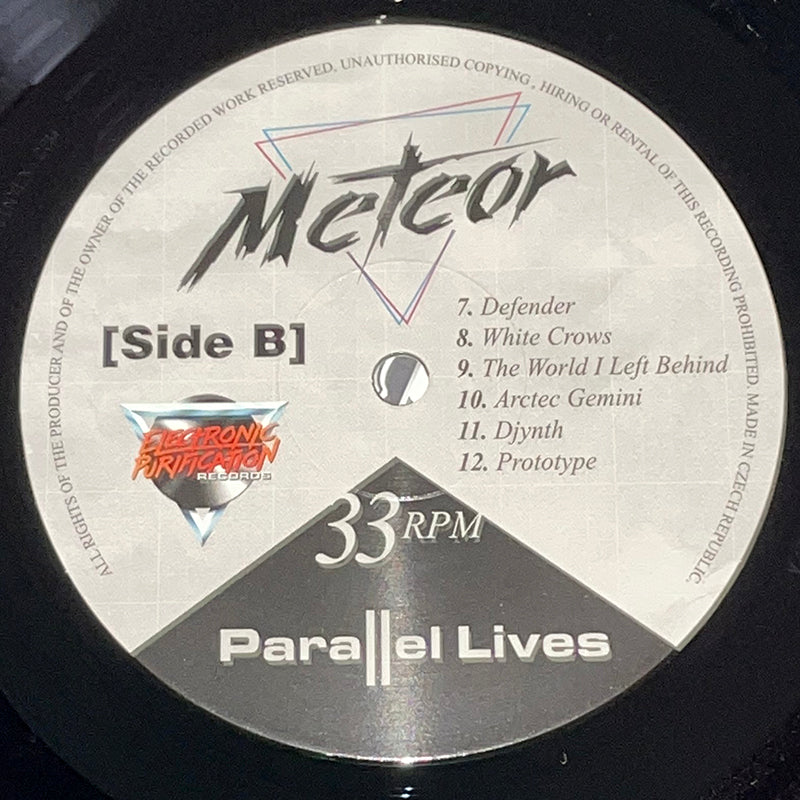 ALL RIGHTS OF THE PRODUCER AND OF THE OWNER OF THE RECORDED WORK RESERVED. UNAUTHORISED COPYING, HIRING OR RENTAL OF THIS RECORDING PROHIBITED. MADE IN CZECH REPUBLIC.
Meteor
[Side B]
7. Defender
8. White Crows
9. The World I Left Behind
10. Arctec Gemini
11. Djynth
12. Prototype
ELECTRONIC
PURIFICATION
RECORDS
33 RPM
Parallel Lives